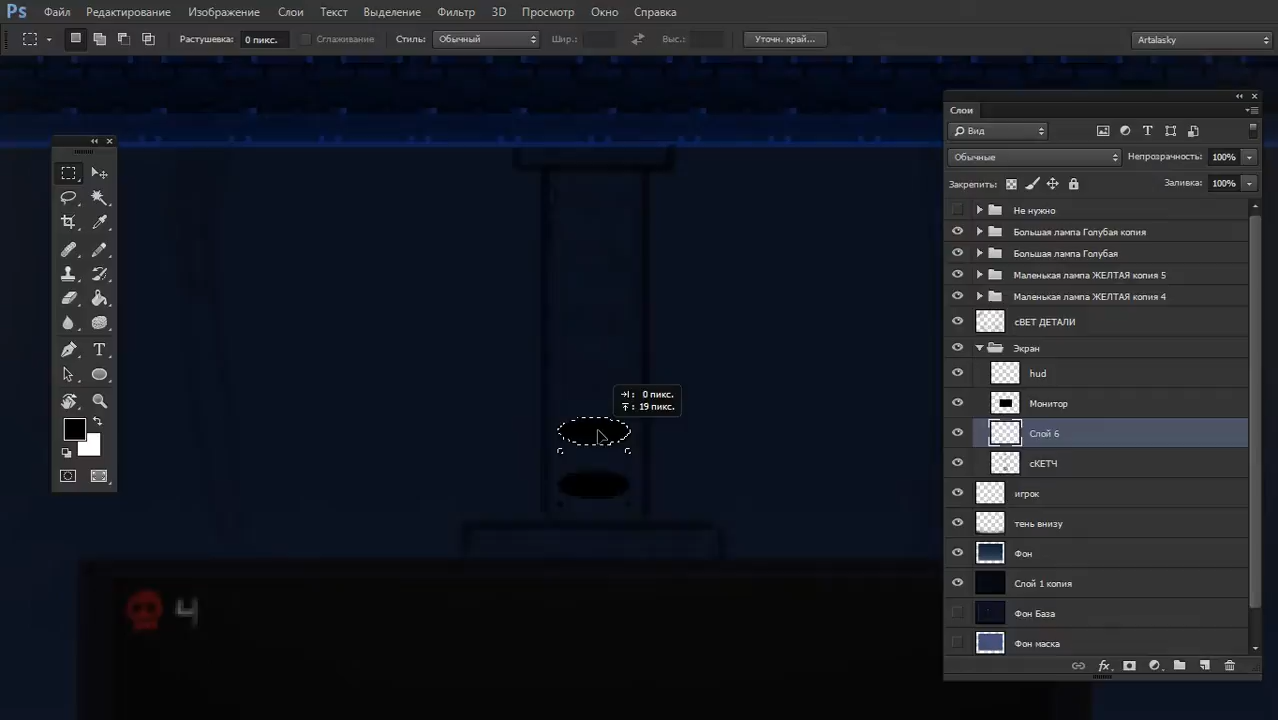 Ps Файл Редактирование Изображение Слои Текст Выделение Фильтр 3D Просмотр Окно Справка
Растушевка: 0 пикс. Сглаживание Стиль: Обычный Шир.: Выс.: Уточн. край... Artalasky
Слои
Вид
Обычные Непрозрачность: 100%
Закрепить: Заливка: 100%
Не нужно
Большая лампа Голубая копия
Большая лампа Голубая
Маленькая лампа ЖЕЛТАЯ копия 5
Маленькая лампа ЖЕЛТАЯ копия 4
сВЕТ ДЕТАЛИ
Экран
hud
Монитор
Слой 6
сКЕТЧ
игрок
тень внизу
Фон
Слой 1 копия
Фон База
Фон маска
: 0 пикс.
: 19 пикс.
4